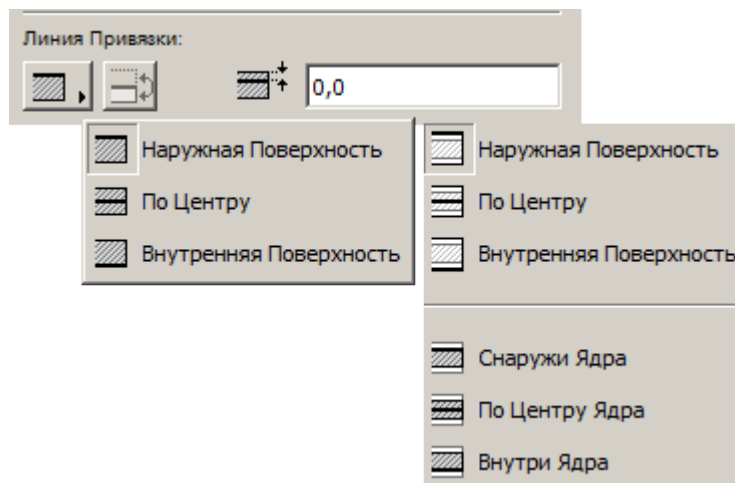 Линия Привязки:
0,0
Наружная Поверхность
По Центру
Внутренняя Поверхность
Наружная Поверхность
По Центру
Внутренняя Поверхность
Снаружи Ядра
По Центру Ядра
Внутри Ядра